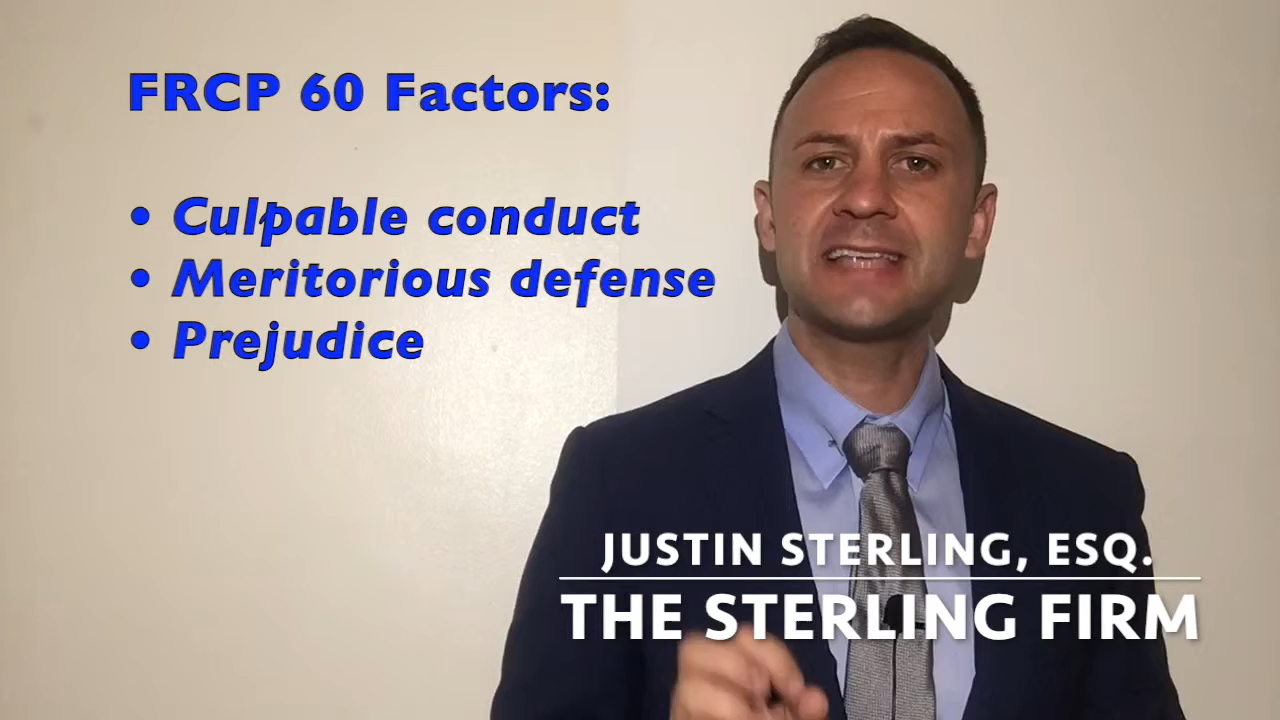 FRCP 60 Factors:
• Culpable conduct
• Meritorious defense
• Prejudice
JUSTIN STERLING, ESQ.
THE STERLING FIRM